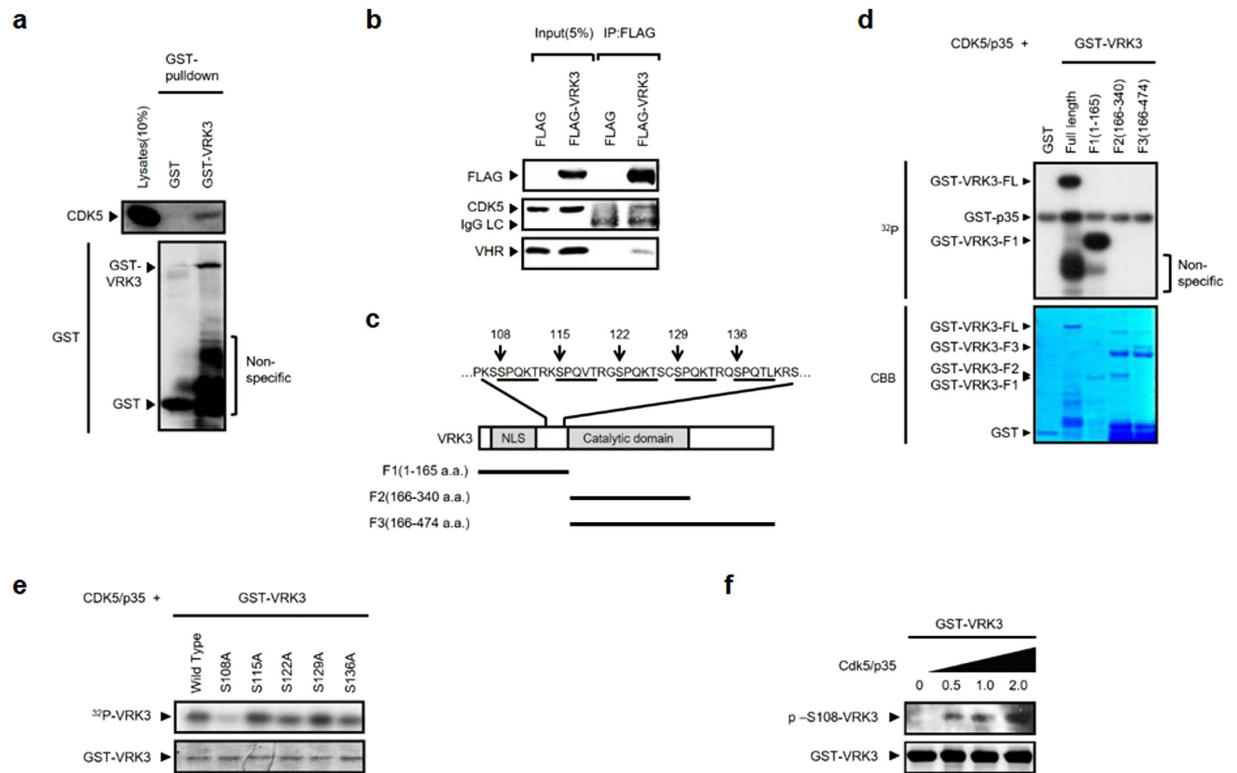 a
GST-
pulldown
Lysates(10%)
GST
GST-VRK3
CDK5
GST-
VRK3
GST
Non-
specific
GST
b
Input(5%) IP:FLAG
FLAG
FLAG-VRK3
FLAG
FLAG-VRK3
FLAG
CDK5
IgG LC
VHR
c
108 115 122 129 136
...PKSSPQKTRKSPQVTRGSPQKTSCSPQKTRQSPQTLKRS...
VRK3 NLS Catalytic domain
F1(1-165 a.a.)
F2(166-340 a.a.)
F3(166-474 a.a.)
d
CDK5/p35 + GST-VRK3
GST
Full length
F1(1-165)
F2(166-340)
F3(166-474)
GST-VRK3-FL
GST-p35
32P
GST-VRK3-F1
Non-
specific
GST-VRK3-FL
GST-VRK3-F3
GST-VRK3-F2
GST-VRK3-F1
CBB
GST
e
CDK5/p35 + GST-VRK3
Wild Type
S108A
S115A
S122A
S129A
S136A
32P-VRK3
GST-VRK3
f
GST-VRK3
Cdk5/p35
0 0.5 1.0 2.0
p –S108-VRK3
GST-VRK3